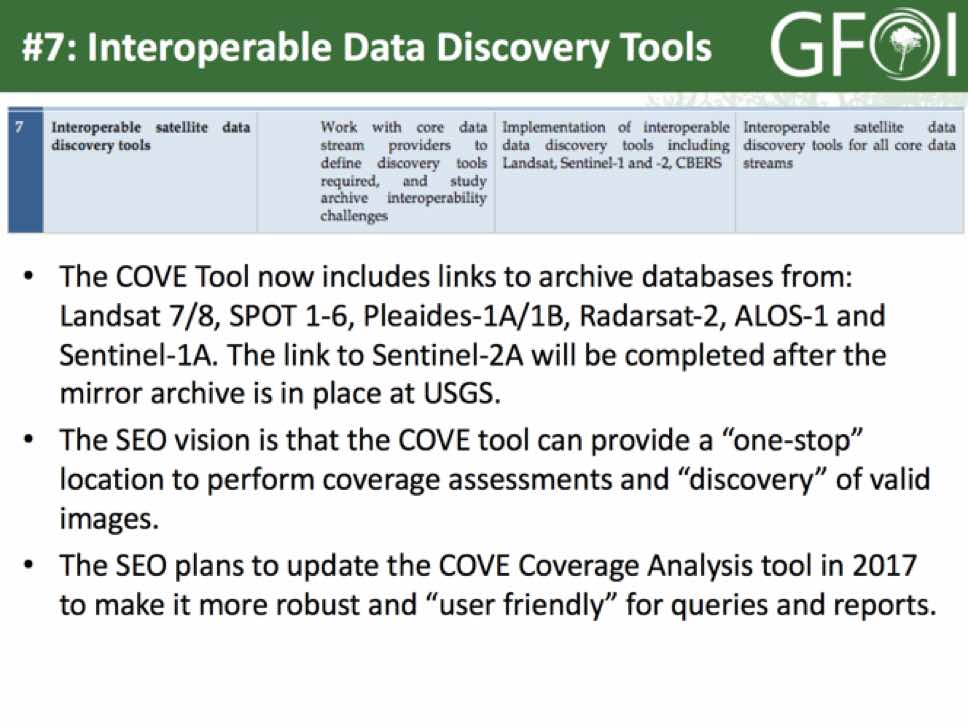 #7: Interoperable Data Discovery Tools
GFOI
7
Interoperable satellite data
discovery tools
Work with core data
stream providers to
define discovery tools
required, and study
archive interoperability
challenges
Implementation of interoperable
data discovery tools including
Landsat, Sentinel-1 and -2, CBERS
Interoperable satellite data
discovery tools for all core data
streams
• The COVE Tool now includes links to archive databases from:
Landsat 7/8, SPOT 1-6, Pleaides-1A/1B, Radarsat-2, ALOS-1 and
Sentinel-1A. The link to Sentinel-2A will be completed after the
mirror archive is in place at USGS.
• The SEO vision is that the COVE tool can provide a “one-stop”
location to perform coverage assessments and “discovery” of valid
images.
• The SEO plans to update the COVE Coverage Analysis tool in 2017
to make it more robust and “user friendly” for queries and reports.